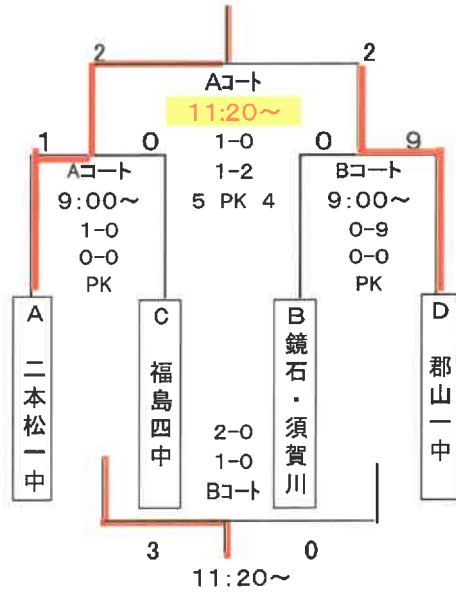 2 2
Aコート
11:20～
1 0 1-0 0 9
Aコート 1-2 Bコート
9:00～ 5 PK 4 9:00～
1-0 0-9
0-0 0-0
PK PK
A 二本松一中
C 福島四中
B 鏡石・須賀川
D 郡山一中
2-0
1-0
Bコート
3 0
11:20～